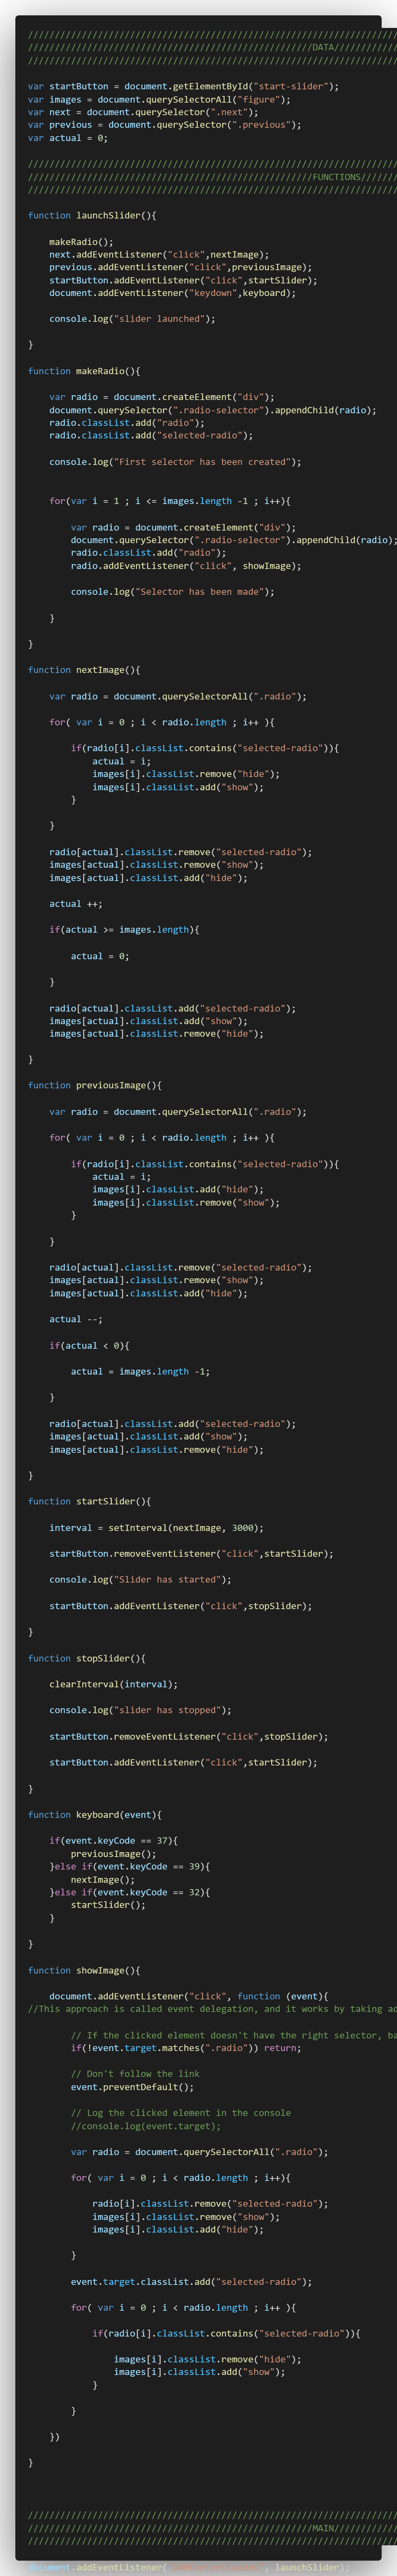 //////////////////////////////////////////////////////////////////////
/////////////////////////////////////////////////////DATA////////////
//////////////////////////////////////////////////////////////////////
var startButton = document.getElementById("start-slider");
var images = document.querySelectorAll("figure");
var next = document.querySelector(".next");
var previous = document.querySelector(".previous");
var actual = 0;
//////////////////////////////////////////////////////////////////////
/////////////////////////////////////////////////////FUNCTIONS///////
//////////////////////////////////////////////////////////////////////
function launchSlider(){
makeRadio();
next.addEventListener("click",nextImage);
previous.addEventListener("click",previousImage);
startButton.addEventListener("click",startSlider);
document.addEventListener("keydown",keyboard);
console.log("slider launched");
}
function makeRadio(){
var radio = document.createElement("div");
document.querySelector(".radio-selector").appendChild(radio);
radio.classList.add("radio");
radio.classList.add("selected-radio");
console.log("First selector has been created");
for(var i = 1 ; i <= images.length -1 ; i++){
var radio = document.createElement("div");
document.querySelector(".radio-selector").appendChild(radio);
radio.classList.add("radio");
radio.addEventListener("click", showImage);
console.log("Selector has been made");
}
}
function nextImage(){
var radio = document.querySelectorAll(".radio");
for( var i = 0 ; i < radio.length ; i++ ){
if(radio[i].classList.contains("selected-radio")){
actual = i;
images[i].classList.remove("hide");
images[i].classList.add("show");
}
}
radio[actual].classList.remove("selected-radio");
images[actual].classList.remove("show");
images[actual].classList.add("hide");
actual ++;
if(actual >= images.length){
actual = 0;
}
radio[actual].classList.add("selected-radio");
images[actual].classList.add("show");
images[actual].classList.remove("hide");
}
function previousImage(){
var radio = document.querySelectorAll(".radio");
for( var i = 0 ; i < radio.length ; i++ ){
if(radio[i].classList.contains("selected-radio")){
actual = i;
images[i].classList.add("hide");
images[i].classList.remove("show");
}
}
radio[actual].classList.remove("selected-radio");
images[actual].classList.remove("show");
images[actual].classList.add("hide");
actual --;
if(actual < 0){
actual = images.length -1;
}
radio[actual].classList.add("selected-radio");
images[actual].classList.add("show");
images[actual].classList.remove("hide");
}
function startSlider(){
interval = setInterval(nextImage, 3000);
startButton.removeEventListener("click",startSlider);
console.log("Slider has started");
startButton.addEventListener("click",stopSlider);
}
function stopSlider(){
clearInterval(interval);
console.log("slider has stopped");
startButton.removeEventListener("click",stopSlider);
startButton.addEventListener("click",startSlider);
}
function keyboard(event){
if(event.keyCode == 37){
previousImage();
}else if(event.keyCode == 39){
nextImage();
}else if(event.keyCode == 32){
startSlider();
}
}
function showImage(){
document.addEventListener("click", function (event){
//This approach is called event delegation, and it works by taking
// If the clicked element doesn't have the right selector,
if(!event.target.matches(".radio")) return;
// Don't follow the link
event.preventDefault();
// Log the clicked element in the console
//console.log(event.target);
var radio = document.querySelectorAll(".radio");
for( var i = 0 ; i < radio.length ; i++){
radio[i].classList.remove("selected-radio");
images[i].classList.remove("show");
images[i].classList.add("hide");
}
event.target.classList.add("selected-radio");
for( var i = 0 ; i < radio.length ; i++ ){
if(radio[i].classList.contains("selected-radio")){
images[i].classList.remove("hide");
images[i].classList.add("show");
}
}
})
}
//////////////////////////////////////////////////////////////////////
/////////////////////////////////////////////////////MAIN////////////
//////////////////////////////////////////////////////////////////////
document.addEventListener( , launchSlider);